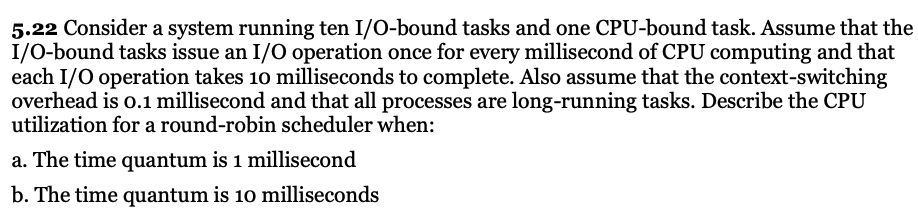 5.22 Consider a system running ten I/O-bound tasks and one CPU-bound task. Assume that the
I/O-bound tasks issue an I/O operation once for every millisecond of CPU computing and that
each I/O operation takes 10 milliseconds to complete. Also assume that the context-switching
overhead is 0.1 millisecond and that all processes are long-running tasks. Describe the CPU
utilization for a round-robin scheduler when:
a. The time quantum is 1 millisecond
b. The time quantum is 10 milliseconds